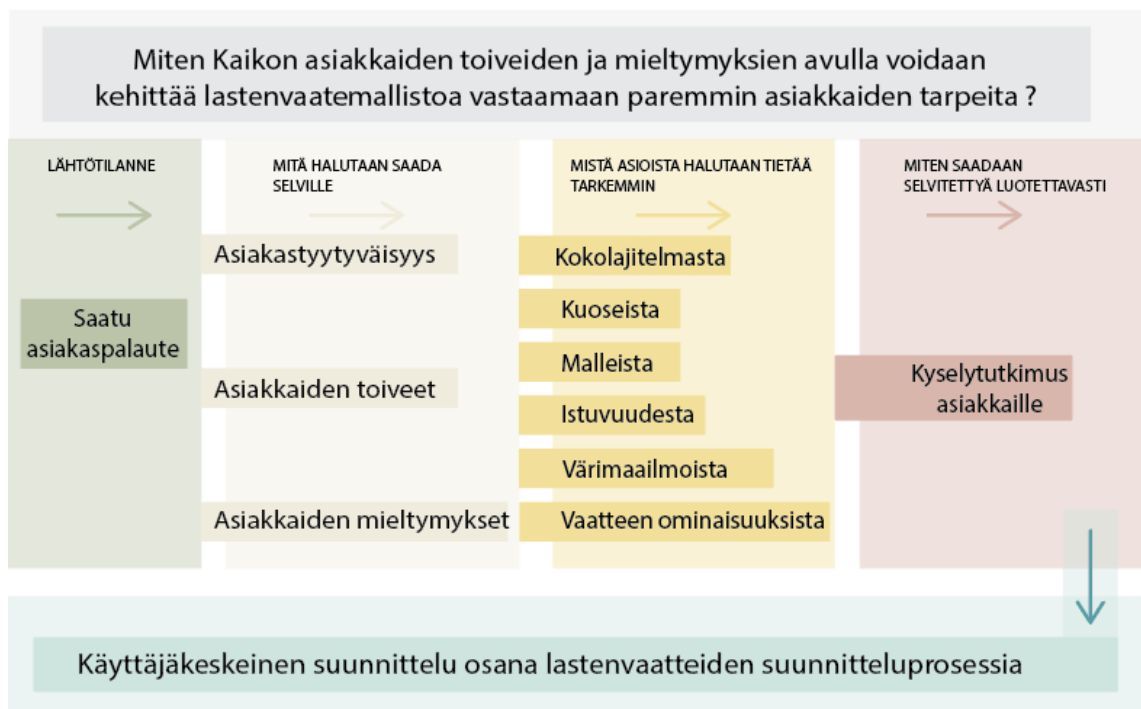 Miten Kaikon asiakkaiden toiveiden ja mieltymyksien avulla voidaan
kehittää lastenvaatemallistoa vastaamaan paremmin asiakkaiden tarpeita ?
LÄHTÖTILANNE
Saatu
asiakaspalaute
MITÄ HALUTAAN SAADA
SELVILLE
Asiakastyytyväisyys
Asiakkaiden toiveet
Asiakkaiden mieltymykset
MISTÄ ASIOISTA HALUTAAN TIETÄÄ
TARKEMMIN
Kokolajitelmasta
Kuoseista
Malleista
Istuvuudesta
Värimaailmoista
Vaatteen ominaisuuksista
MITEN SAADAAN
SELVITETTYÄ LUOTETTAVASTI
Kyselytutkimus
asiakkaille
Käyttäjäkeskeinen suunnittelu osana lastenvaatteiden suunnitteluprosessia